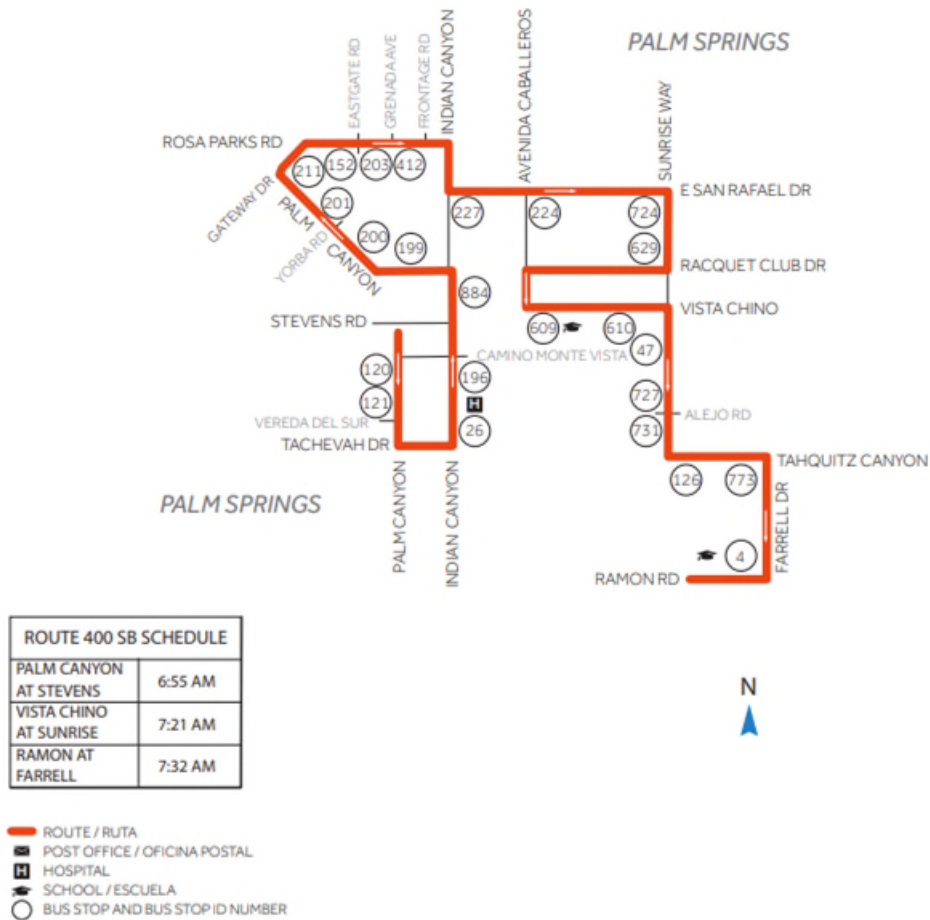 PALM SPRINGS
EASTGATE RD
GRENADA AVE
FRONTAGE RD
INDIAN CANYON
AVENIDA CABALLEROS
SUNRISE WAY
ROSA PARKS RD
211
152
203
412
E SAN RAFAEL DR
GATEWAY DR
PALM CANYON
201
227
224
724
YORBA RD
200
199
629
RACQUET CLUB DR
884
VISTA CHINO
STEVENS RD
609
610
47
CAMINO MONTE VISTA
120
196
121
H
727
ALEJO RD
VEREDA DEL SUR
26
731
TACHEVAH DR
TAHQUITZ CANYON
126
773
PALM SPRINGS
PALM CANYON
INDIAN CANYON
FARRELL DR
4
RAMON RD
ROUTE 400 SB SCHEDULE
PALM CANYON
AT STEVENS
6:55 AM
VISTA CHINO
AT SUNRISE
7:21 AM
RAMON AT
FARRELL
7:32 AM
N
ROUTE / RUTA
POST OFFICE / OFICINA POSTAL
H HOSPITAL
SCHOOL / ESCUELA
BUS STOP AND BUS STOP ID NUMBER